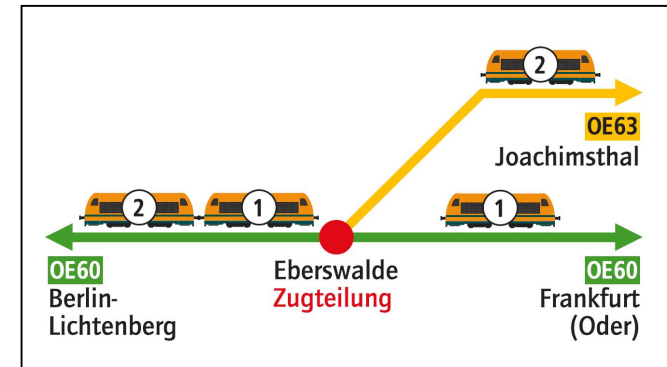 2
OE63
Joachimsthal
2 1
1
OE60
Berlin-
Lichtenberg
Eberswalde
Zugteilung
OE60
Frankfurt
(Oder)